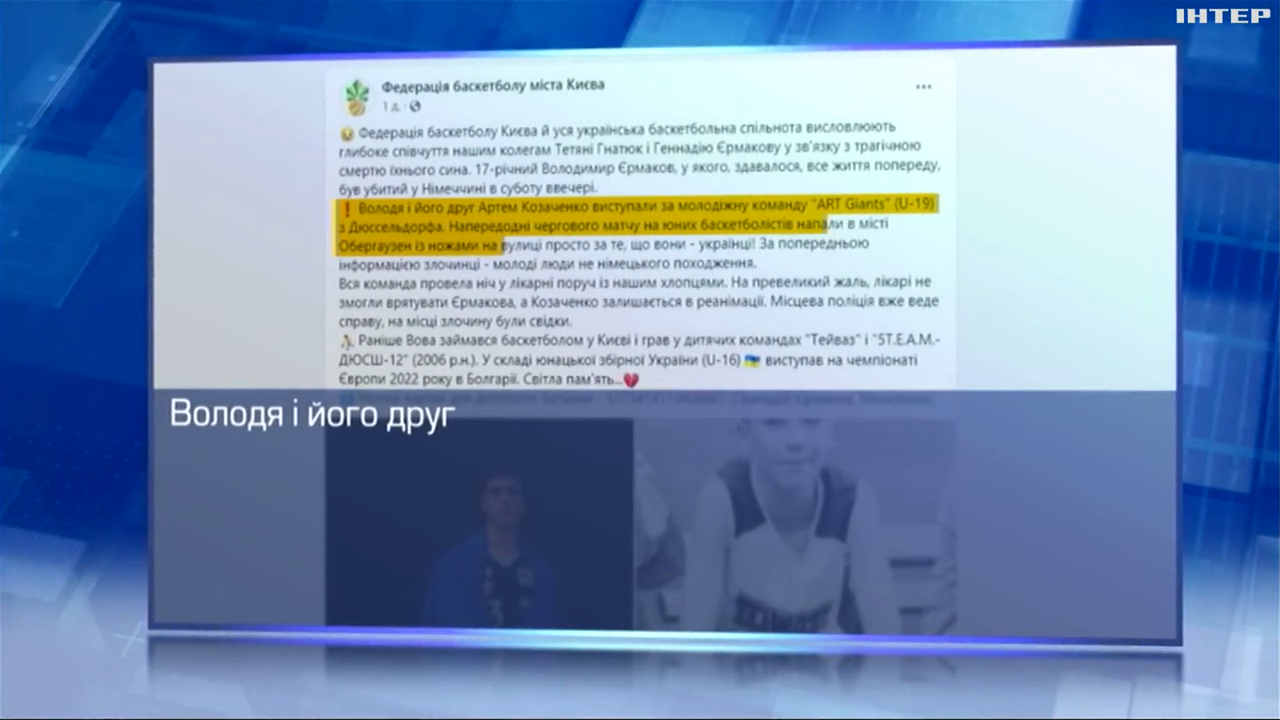 ІНТЕР
Федерація баскетболу міста Києва
1 д. ·
Федерація баскетболу Києва й уся українська баскетбольна спільнота висловлюють
глибоке співчуття нашим колегам Тетяні Гнатюк і Геннадію Єрмакову у зв'язку з трагічною
смертю їхнього сина. 17-річний Володимир Єрмаков, у якого, здавалося, все життя попереду,
був убитий у Німеччині в суботу ввечері.
❗ Володя і його друг Артем Козаченко виступали за молодіжну команду "ART Giants" (U-19)
з Дюссельдорфа. Напередодні чергового матчу на юних баскетболістів напали в місті
Обергаузен із ножами на вулиці просто за те, що вони - українці! За попередньою
інформацією злочинці - молоді люди не німецького походження.
Вся команда провела ніч у лікарні поруч із нашим хлопцями. На превеликий жаль, лікарі не
змогли врятувати Єрмакова, а Козаченко залишається в реанімації. Місцева поліція вже веде
справу, на місці злочину були свідки.
Раніше Вова займався баскетболом у Києві і грав у дитячих командах "Тейваз" і "5T.E.A.M.-
ДЮСШ-12" (2006 р.н.). У складі юнацької збірної України (U-16) 🇺🇦 виступав на чемпіонаті
Європи 2022 року в Болгарії. Світла пам'ять...💔
Володя і його друг